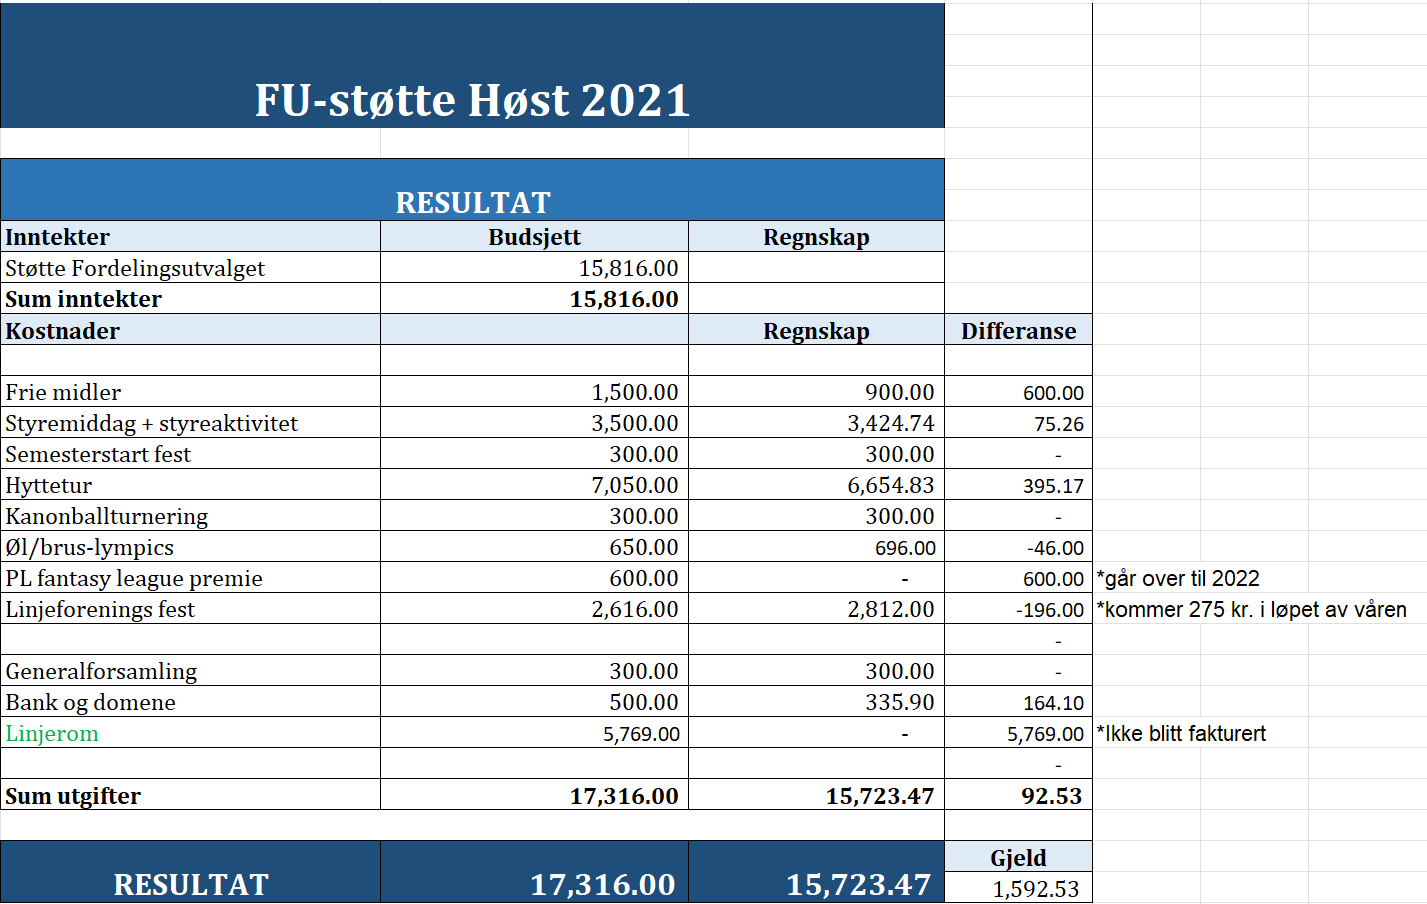 FU-støtte Høst 2021
RESULTAT
Inntekter Budsjett Regnskap
Støtte Fordelingsutvalget 15,816.00
Sum inntekter 15,816.00
Kostnader Regnskap Differanse
Frie midler 1,500.00 900.00 600.00
Styremiddag + styreaktivitet 3,500.00 3,424.74 75.26
Semesterstart fest 300.00 300.00 -
Hyttetur 7,050.00 6,654.83 395.17
Kanonballturnering 300.00 300.00 -
Øl/brus-lympics 650.00 696.00 -46.00
PL fantasy league premie 600.00 - 600.00 *går over til 2022
Linjeforenings fest 2,616.00 2,812.00 -196.00 *kommer 275 kr. i løpet av våren
-
Generalforsamling 300.00 300.00 -
Bank og domene 500.00 335.90 164.10
Linjerom 5,769.00 - 5,769.00 *Ikke blitt fakturert
-
Sum utgifter 17,316.00 15,723.47 92.53
Gjeld
RESULTAT 17,316.00 15,723.47 1,592.53